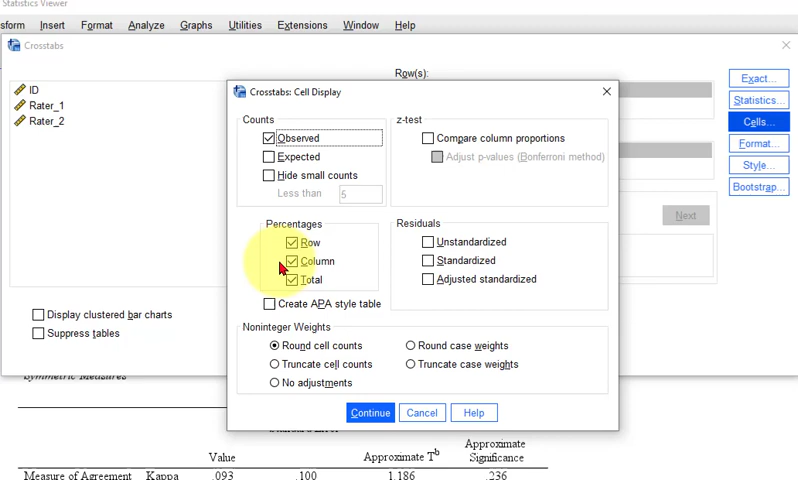 Statistics Viewer
sform Insert Format Analyze Graphs Utilities Extensions Window Help
Crosstabs
Row(s):
ID
Rater_1
Rater_2
Exact...
Statistics...
Cells...
Format...
Style...
Bootstrap...
Next
Display clustered bar charts
Suppress tables
Crosstabs: Cell Display
Counts
Observed
Expected
Hide small counts
Less than 5
z-test
Compare column proportions
Adjust p-values (Bonferroni method)
Percentages
Row
Column
Total
Residuals
Unstandardized
Standardized
Adjusted standardized
Create APA style table
Noninteger Weights
Round cell counts Round case weights
Truncate cell counts Truncate case weights
No adjustments
Continue Cancel Help
Symmetric Measures
Value Approximate Tb Approximate
Significance
Measure of Agreement Kappa .093 .100 1.186 .236